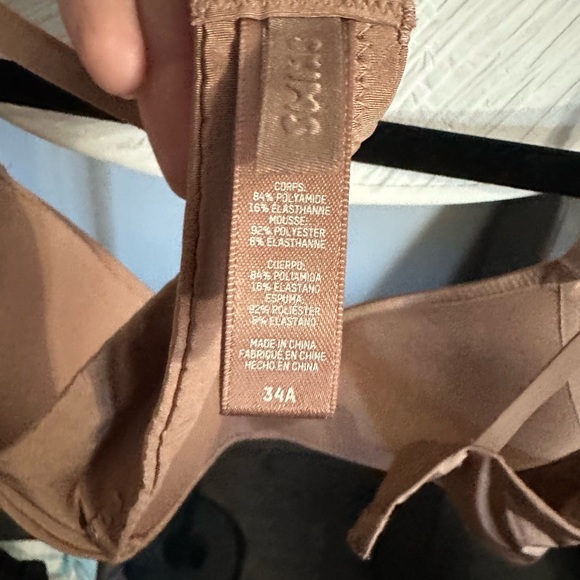 SKIMS
CORPS:
84% POLYAMIDE
16% ÉLASTHANNE
MOUSSE:
92% POLYESTER
8% ÉLASTHANNE
CUERPO:
84% POLIAMIDA
16% ELASTANO
ESPUMA:
92% POLIÉSTER
8% ELASTANO
MADE IN CHINA
FABRIQUÉ EN CHINE
HECHO EN CHINA
34A